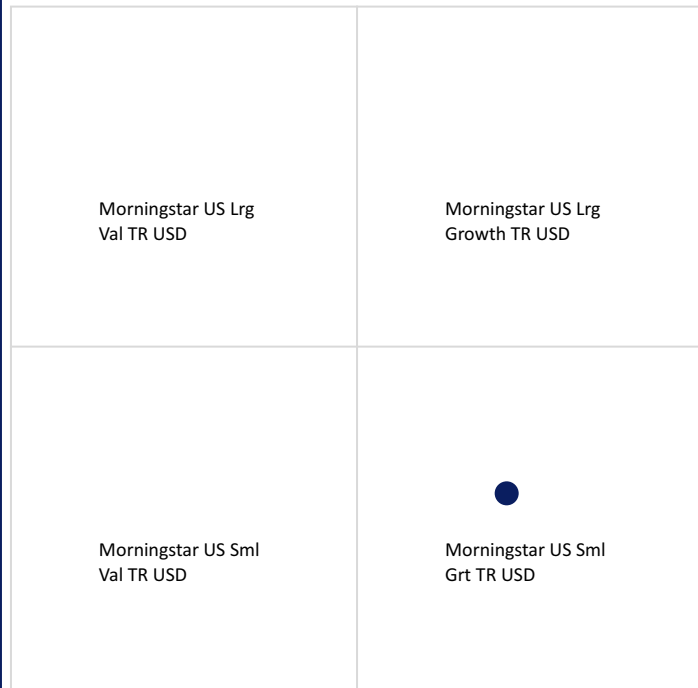 Morningstar US Lrg
Val TR USD
Morningstar US Lrg
Growth TR USD
Morningstar US Sml
Val TR USD
Morningstar US Sml
Grt TR USD